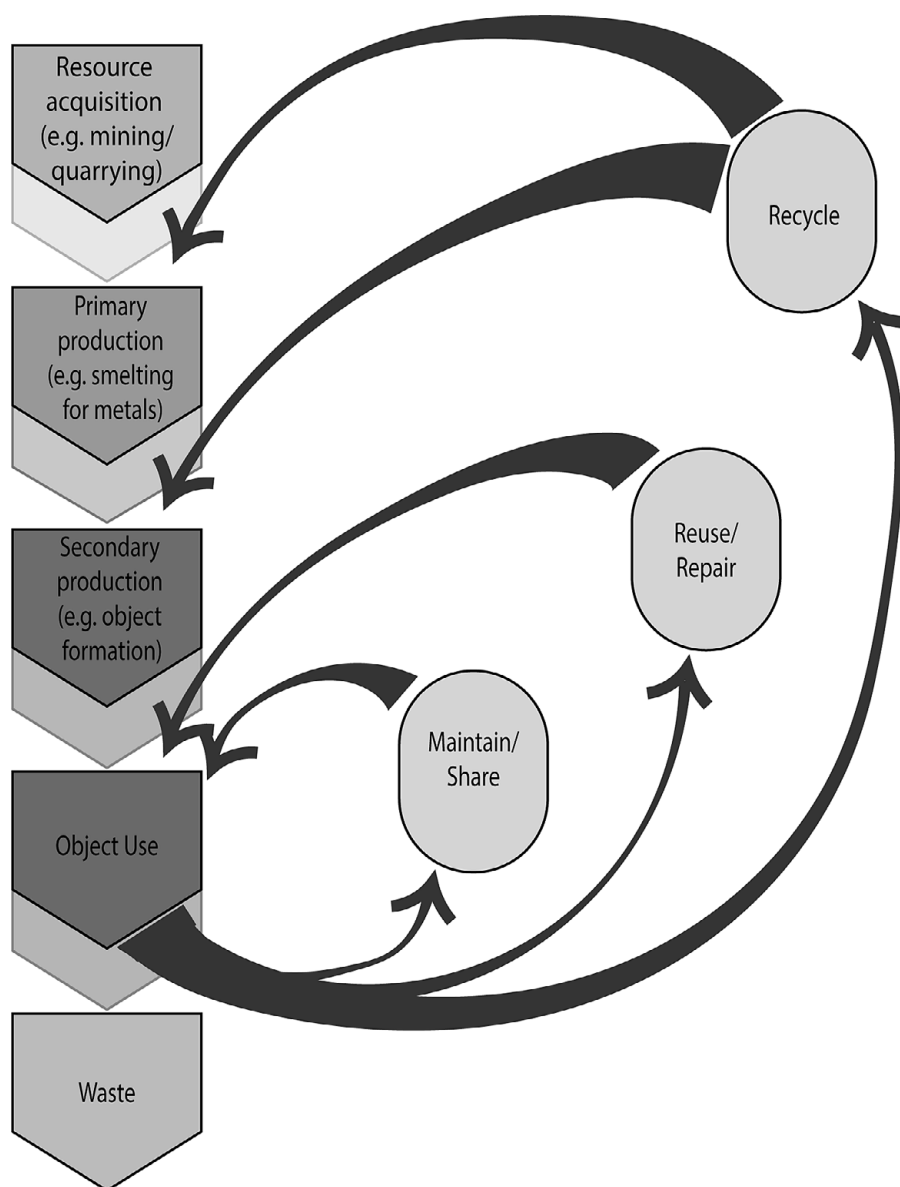 Resource
acquisition
(e.g. mining/
quarrying)
Primary
production
(e.g. smelting
for metals)
Secondary
production
(e.g. object
formation)
Object Use
Waste
Recycle
Reuse/
Repair
Maintain/
Share